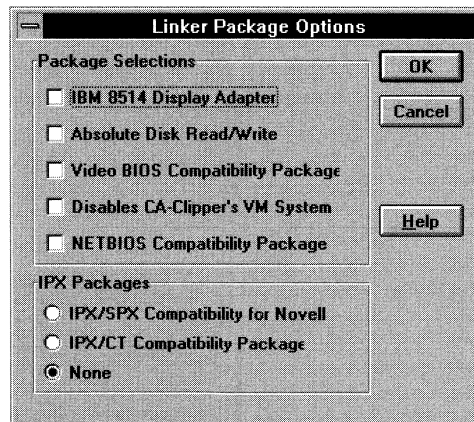 Linker Package Options
Package Selections
IBM 8514 Display Adapter
Absolute Disk Read/Write
Video BIOS Compatibility Package
Disables CA-Clipper's VM System
NETBIOS Compatibility Package
IPX Packages
IPX/SPX Compatibility for Novell
IPX/CT Compatibility Package
None
OK
Cancel
Help